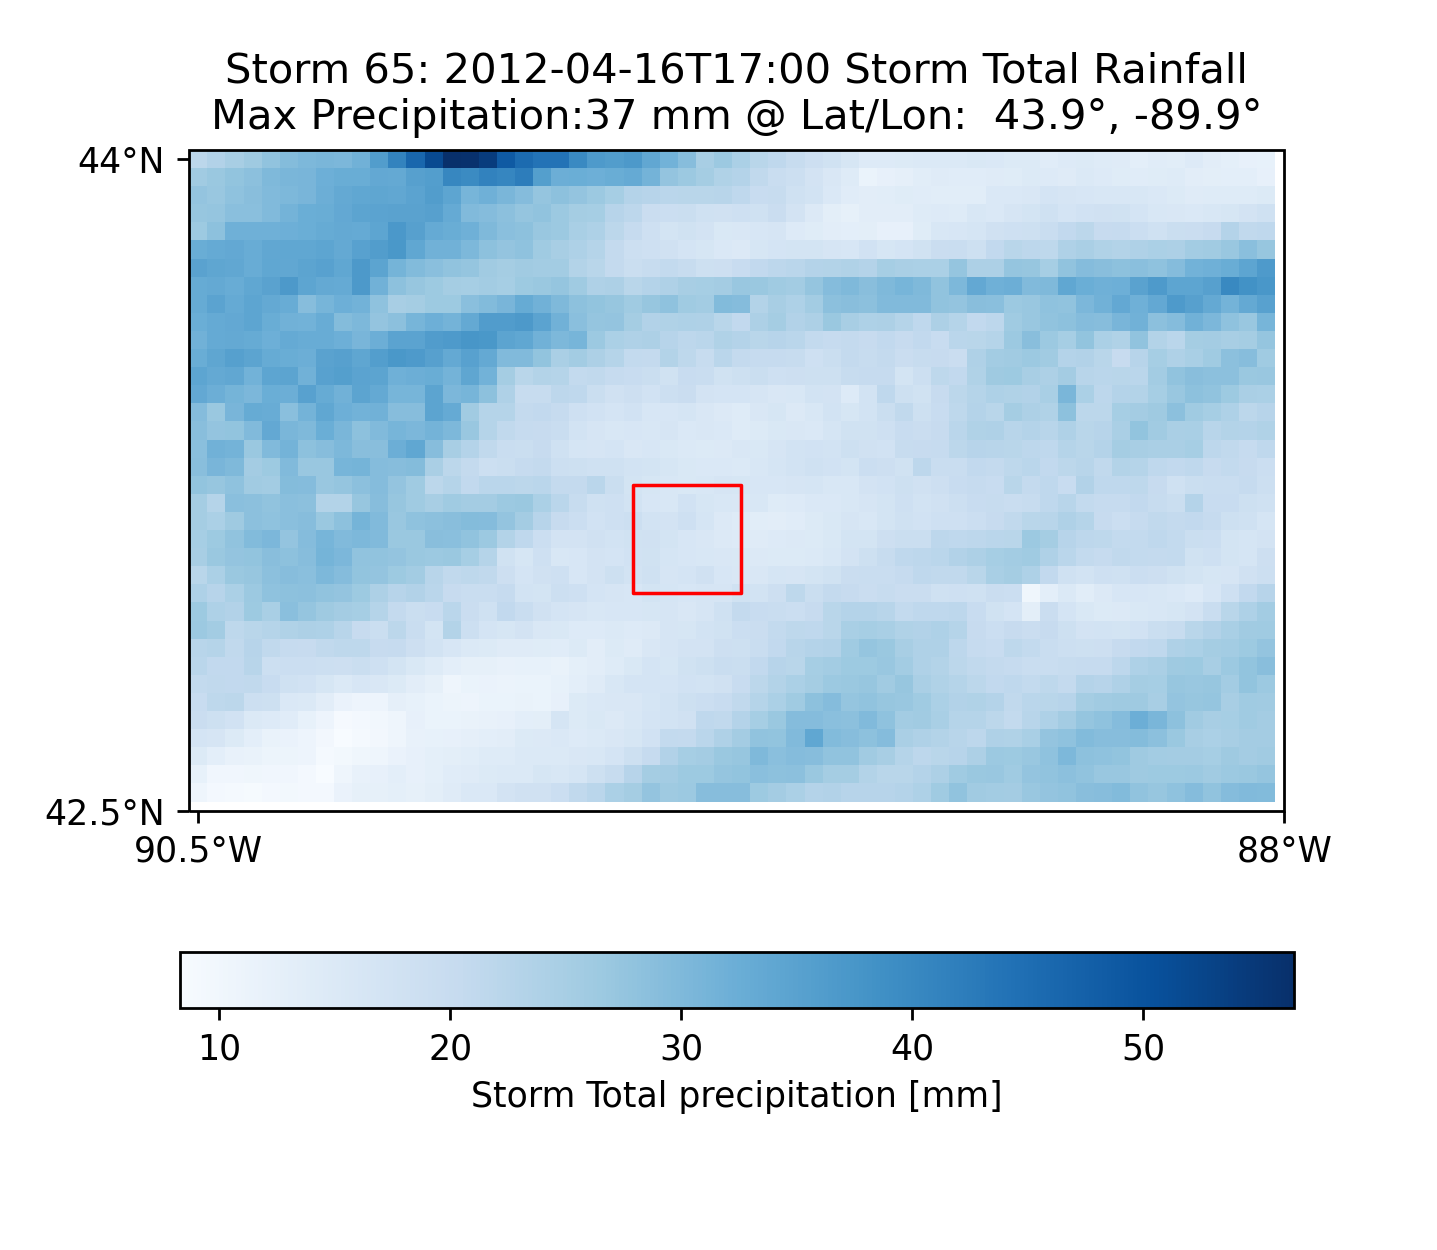 Storm 65: 2012-04-16T17:00 Storm Total Rainfall
Max Precipitation:37 mm @ Lat/Lon:  43.9°, -89.9°
44°N
42.5°N
90.5°W
88°W
10
20
30
40
50
Storm Total precipitation [mm]